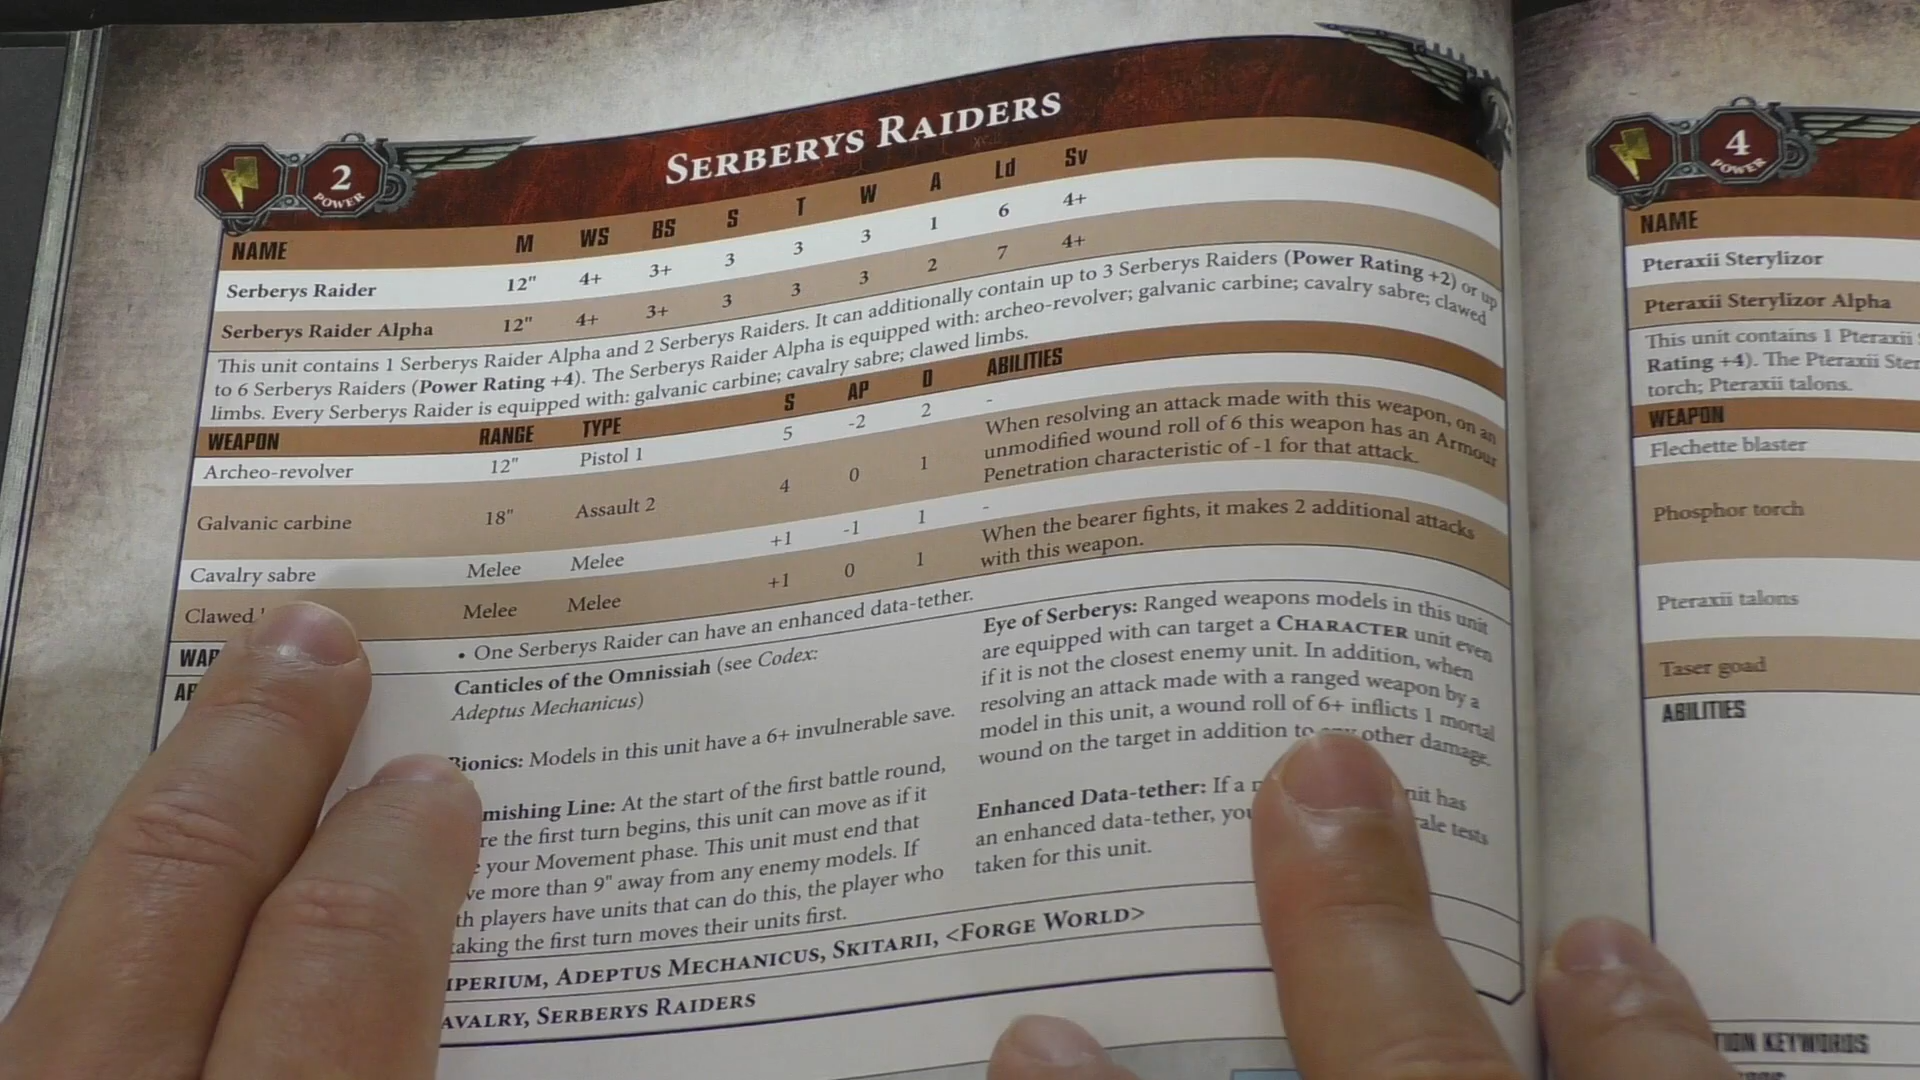 SERBERYS RAIDERS
2
POWER
NAME M WS BS S T W A Ld Sv
Serberys Raider 12" 4+ 3+ 3 3 3 1 6 4+
Serberys Raider Alpha 12" 4+ 3+ 3 3 3 2 7 4+
This unit contains 1 Serberys Raider Alpha and 2 Serberys Raiders. It can additionally contain up to 3 Serberys Raiders (Power Rating +2) or up
to 6 Serberys Raiders (Power Rating +4). The Serberys Raider Alpha is equipped with: archeo-revolver; galvanic carbine; cavalry sabre; clawed
limbs. Every Serberys Raider is equipped with: galvanic carbine; cavalry sabre; clawed limbs.
WEAPON RANGE TYPE S AP D ABILITIES
Archeo-revolver 12" Pistol 1 5 -2 2 -
Galvanic carbine 18" Assault 2 4 0 1 When resolving an attack made with this weapon, on an
unmodified wound roll of 6 this weapon has an Armour
Penetration characteristic of -1 for that attack.
Cavalry sabre Melee Melee +1 -1 1 -
Clawed Melee Melee +1 0 1 When the bearer fights, it makes 2 additional attacks
with this weapon.
WAR
• One Serberys Raider can have an enhanced data-tether.
AB
Canticles of the Omnissiah (see Codex:
Adeptus Mechanicus)
Bionics: Models in this unit have a 6+ invulnerable save.
mishing Line: At the start of the first battle round,
re the first turn begins, this unit can move as if it
your Movement phase. This unit must end that
ve more than 9" away from any enemy models. If
th players have units that can do this, the player who
taking the first turn moves their units first.
Eye of Serberys: Ranged weapons models in this unit
are equipped with can target a CHARACTER unit even
if it is not the closest enemy unit. In addition, when
resolving an attack made with a ranged weapon by a
model in this unit, a wound roll of 6+ inflicts 1 mortal
wound on the target in addition to any other damage.
Enhanced Data-tether: If a nit has
an enhanced data-tether, you rale tests
taken for this unit.
IPERIUM, ADEPTUS MECHANICUS, SKITARII, <FORGE WORLD>
AVALRY, SERBERYS RAIDERS
4
POWER
NAME
Pteraxii Sterylizor
Pteraxii Sterylizor Alpha
This unit contains 1 Pteraxii
Rating +4). The Pteraxii Ster
torch; Pteraxii talons.
WEAPON
Flechette blaster
Phosphor torch
Pteraxii talons
Taser goad
ABILITIES
TION KEYWORDS